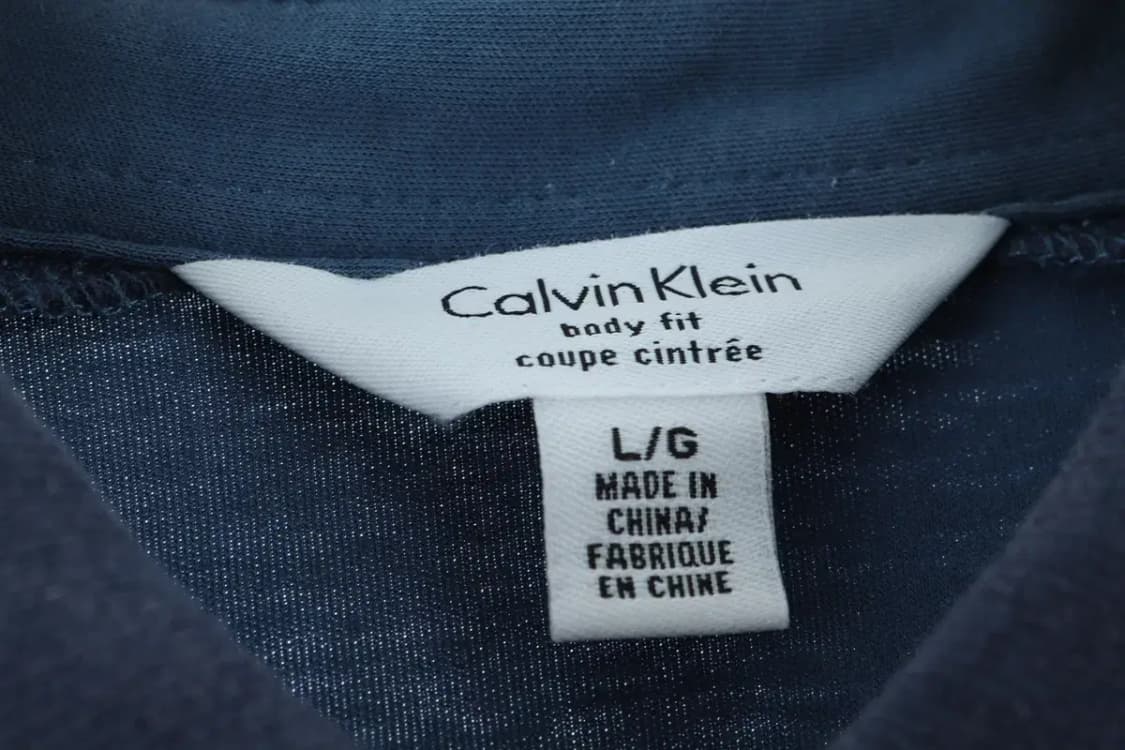 Calvin Klein
body fit
coupe cintrée
L/G
MADE IN
CHINA/
FABRIQUE
EN CHINE